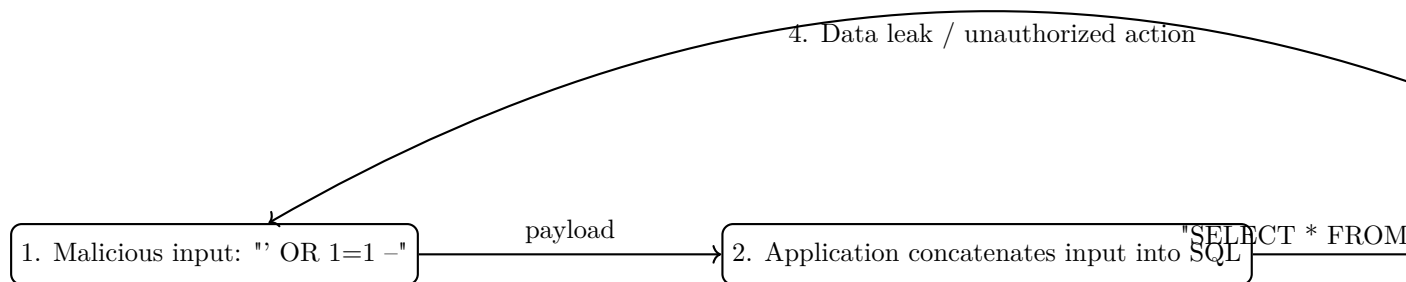 4. Data leak / unauthorized action
1. Malicious input: "’ OR 1=1 –"
payload
2. Application concatenates input into SQL
"SELECT * FROM